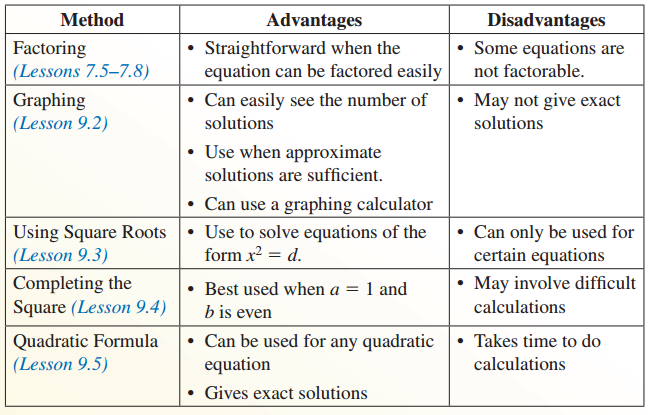 Method Advantages Disadvantages
Factoring
(Lessons 7.5–7.8)
• Straightforward when the
equation can be factored easily
• Some equations are
not factorable.
Graphing
(Lesson 9.2)
• Can easily see the number of
solutions
• Use when approximate
solutions are sufficient.
• Can use a graphing calculator
• May not give exact
solutions
Using Square Roots
(Lesson 9.3)
• Use to solve equations of the
form x² = d.
• Can only be used for
certain equations
Completing the
Square (Lesson 9.4)
• Best used when a = 1 and
b is even
• May involve difficult
calculations
Quadratic Formula
(Lesson 9.5)
• Can be used for any quadratic
equation
• Gives exact solutions
• Takes time to do
calculations